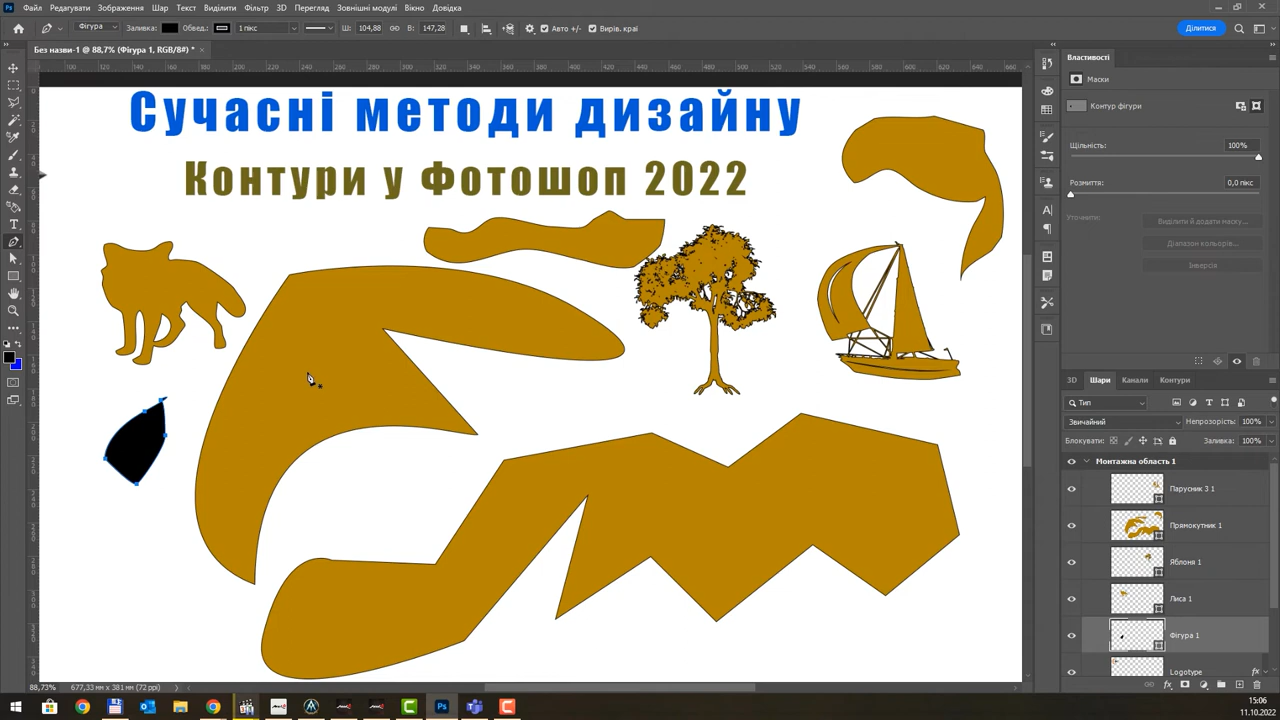 Файл Редагування Зображення Шар Текст Виділити Фільтр 3D Перегляд Зовнішні модулі Вікно Довідка
Фігура Заливка: Обвед.: 1 пікс Ш: 104,88 В: 147,28 Авто +/- Вирів. краї Ділитися
Без назви-1 @ 88,7% (Фігура 1, RGB/8#) *
Сучасні методи дизайну
Контури у Фотошоп 2022
Властивості
Маски
Контур фігури
Щільність: 100%
Розмиття: 0,0 пікс
Уточнити:
Виділити й додати маску...
Діапазон кольорів...
Інверсія
3D Шари Канали Контури
Тип
Звичайний Непрозорість: 100%
Блокувати: Заливка: 100%
Монтажна область 1
Парусник 3 1
Прямокутник 1
Яблоня 1
Лиса 1
Фігура 1
Logotype fx
88,73% 677,33 мм x 381 мм (72 ppi)
15:06
11.10.2022